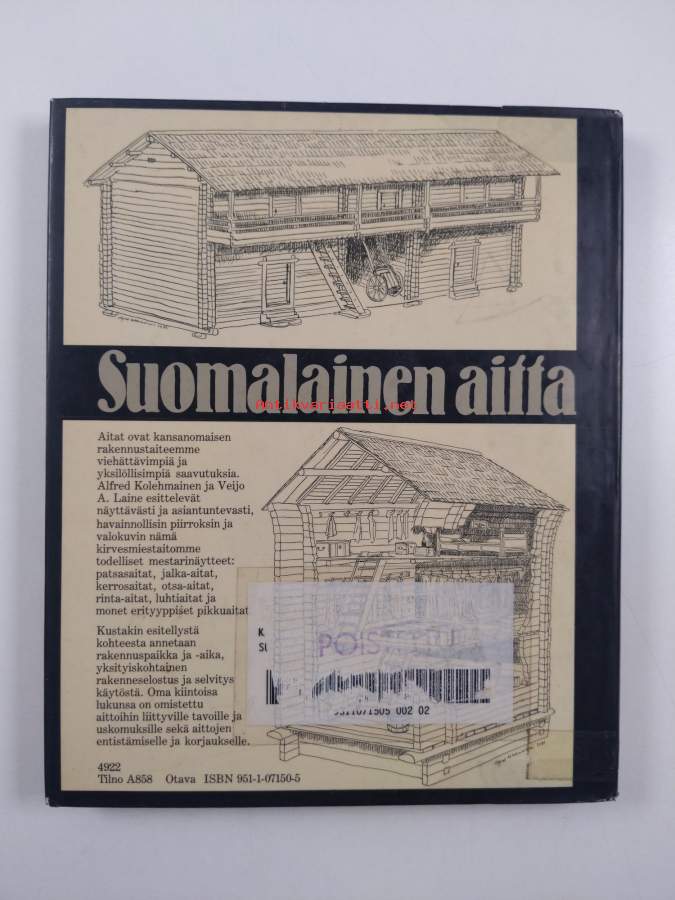 Suomalainen aitta
Antikvariaatti.net
Aitat ovat kansanomaisen
rakennustaiteemme
viehättävimpiä ja
yksilöllisimpiä saavutuksia.
Alfred Kolehmainen ja Veijo
A. Laine esittelevät
näyttävästi ja asiantuntevasti,
havainnollisin piirroksin ja
valokuvin nämä
kirvesmiestaitomme
todelliset mestarinäytteet:
patsasaitat, jalka-aitat,
kerrosaitat, otsa-aitat,
rinta-aitat, luhtiaitat ja
monet erityyppiset pikkuaitat
Kustakin esitellystä
kohteesta annetaan
rakennuspaikka ja -aika,
yksityiskohtainen
rakenneselostus ja selvitys
käytöstä. Oma kiintoisa
lukunsa on omistettu
aittoihin liittyville tavoille ja
uskomuksille sekä aittojen
entistämiselle ja korjaukselle.
POIS
002 02
4922
Tilno A858 Otava ISBN 951-1-07150-5